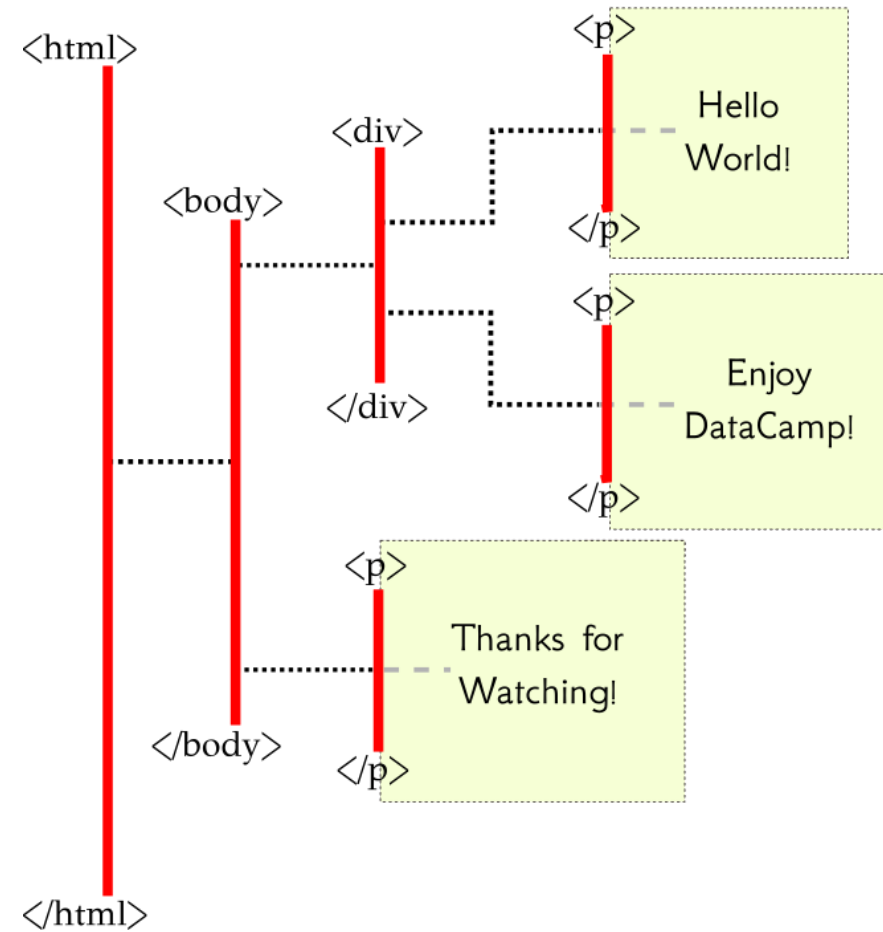 <html>
<body>
<div>
<p>
Hello
World!
</p>
<p>
Enjoy
DataCamp!
</p>
</div>
<p>
Thanks for
Watching!
</p>
</body>
</html>